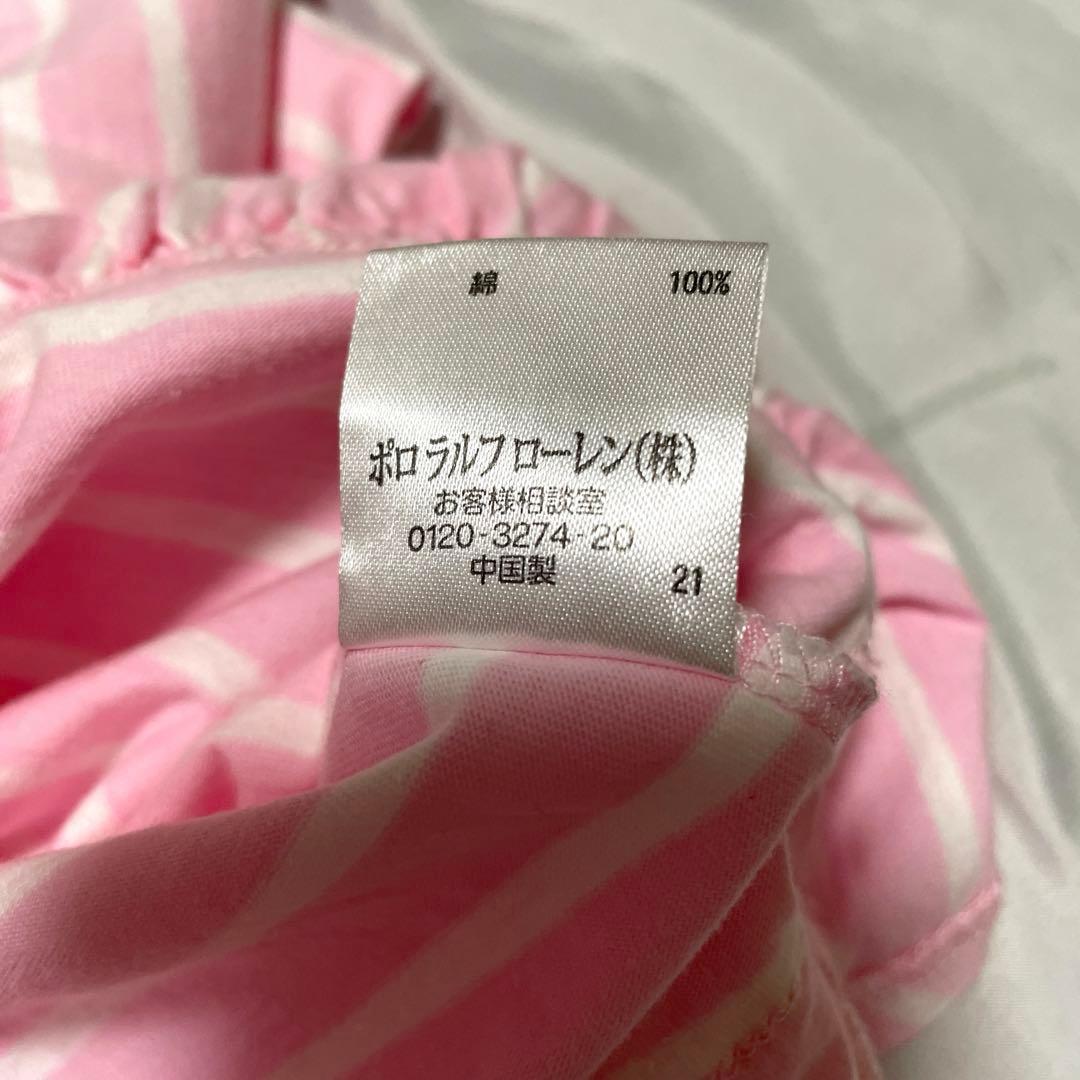 綿 100%
ポロ ラルフ ローレン(株)
お客様相談室
0120-3274-20
中国製 21